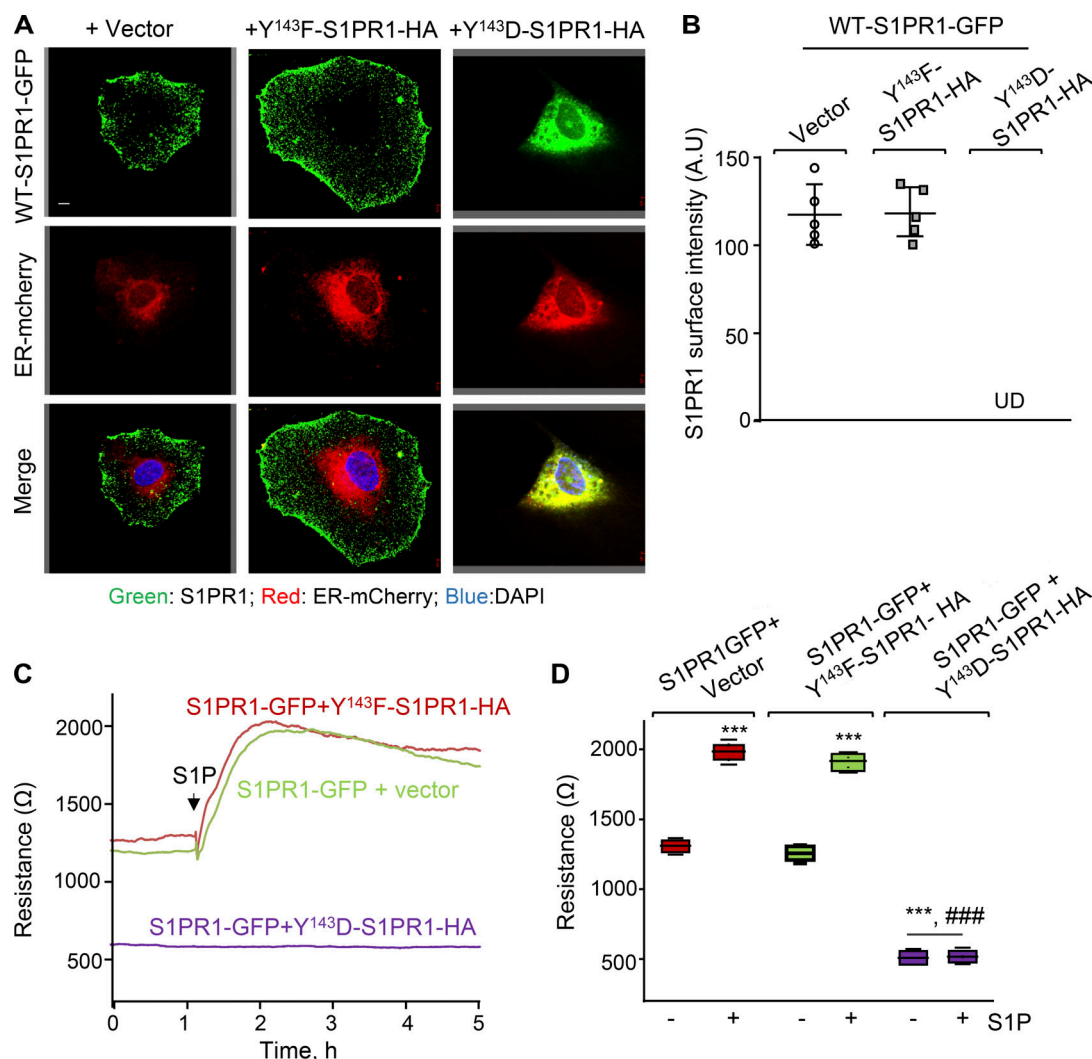 A
+ Vector
+Y¹⁴³F-S1PR1-HA
+Y¹⁴³D-S1PR1-HA
WT-S1PR1-GFP
ER-mcherry
Merge
Green: S1PR1; Red: ER-mCherry; Blue:DAPI
B
WT-S1PR1-GFP
Vector
Y¹⁴³F-
S1PR1-HA
Y¹⁴³D-
S1PR1-HA
S1PR1 surface intensity (A.U)
150
100
50
0
UD
C
Resistance (Ω)
2000
1500
1000
500
S1PR1-GFP+Y¹⁴³F-S1PR1-HA
S1P
S1PR1-GFP + vector
S1PR1-GFP+Y¹⁴³D-S1PR1-HA
0 1 2 3 4 5
Time, h
D
S1PR1GFP+
Vector
S1PR1-GFP+
Y¹⁴³F-S1PR1- HA
S1PR1-GFP +
Y¹⁴³D-S1PR1-HA
Resistance (Ω)
2000
1500
1000
500
*** ***
***, ###
- + - + - + S1P